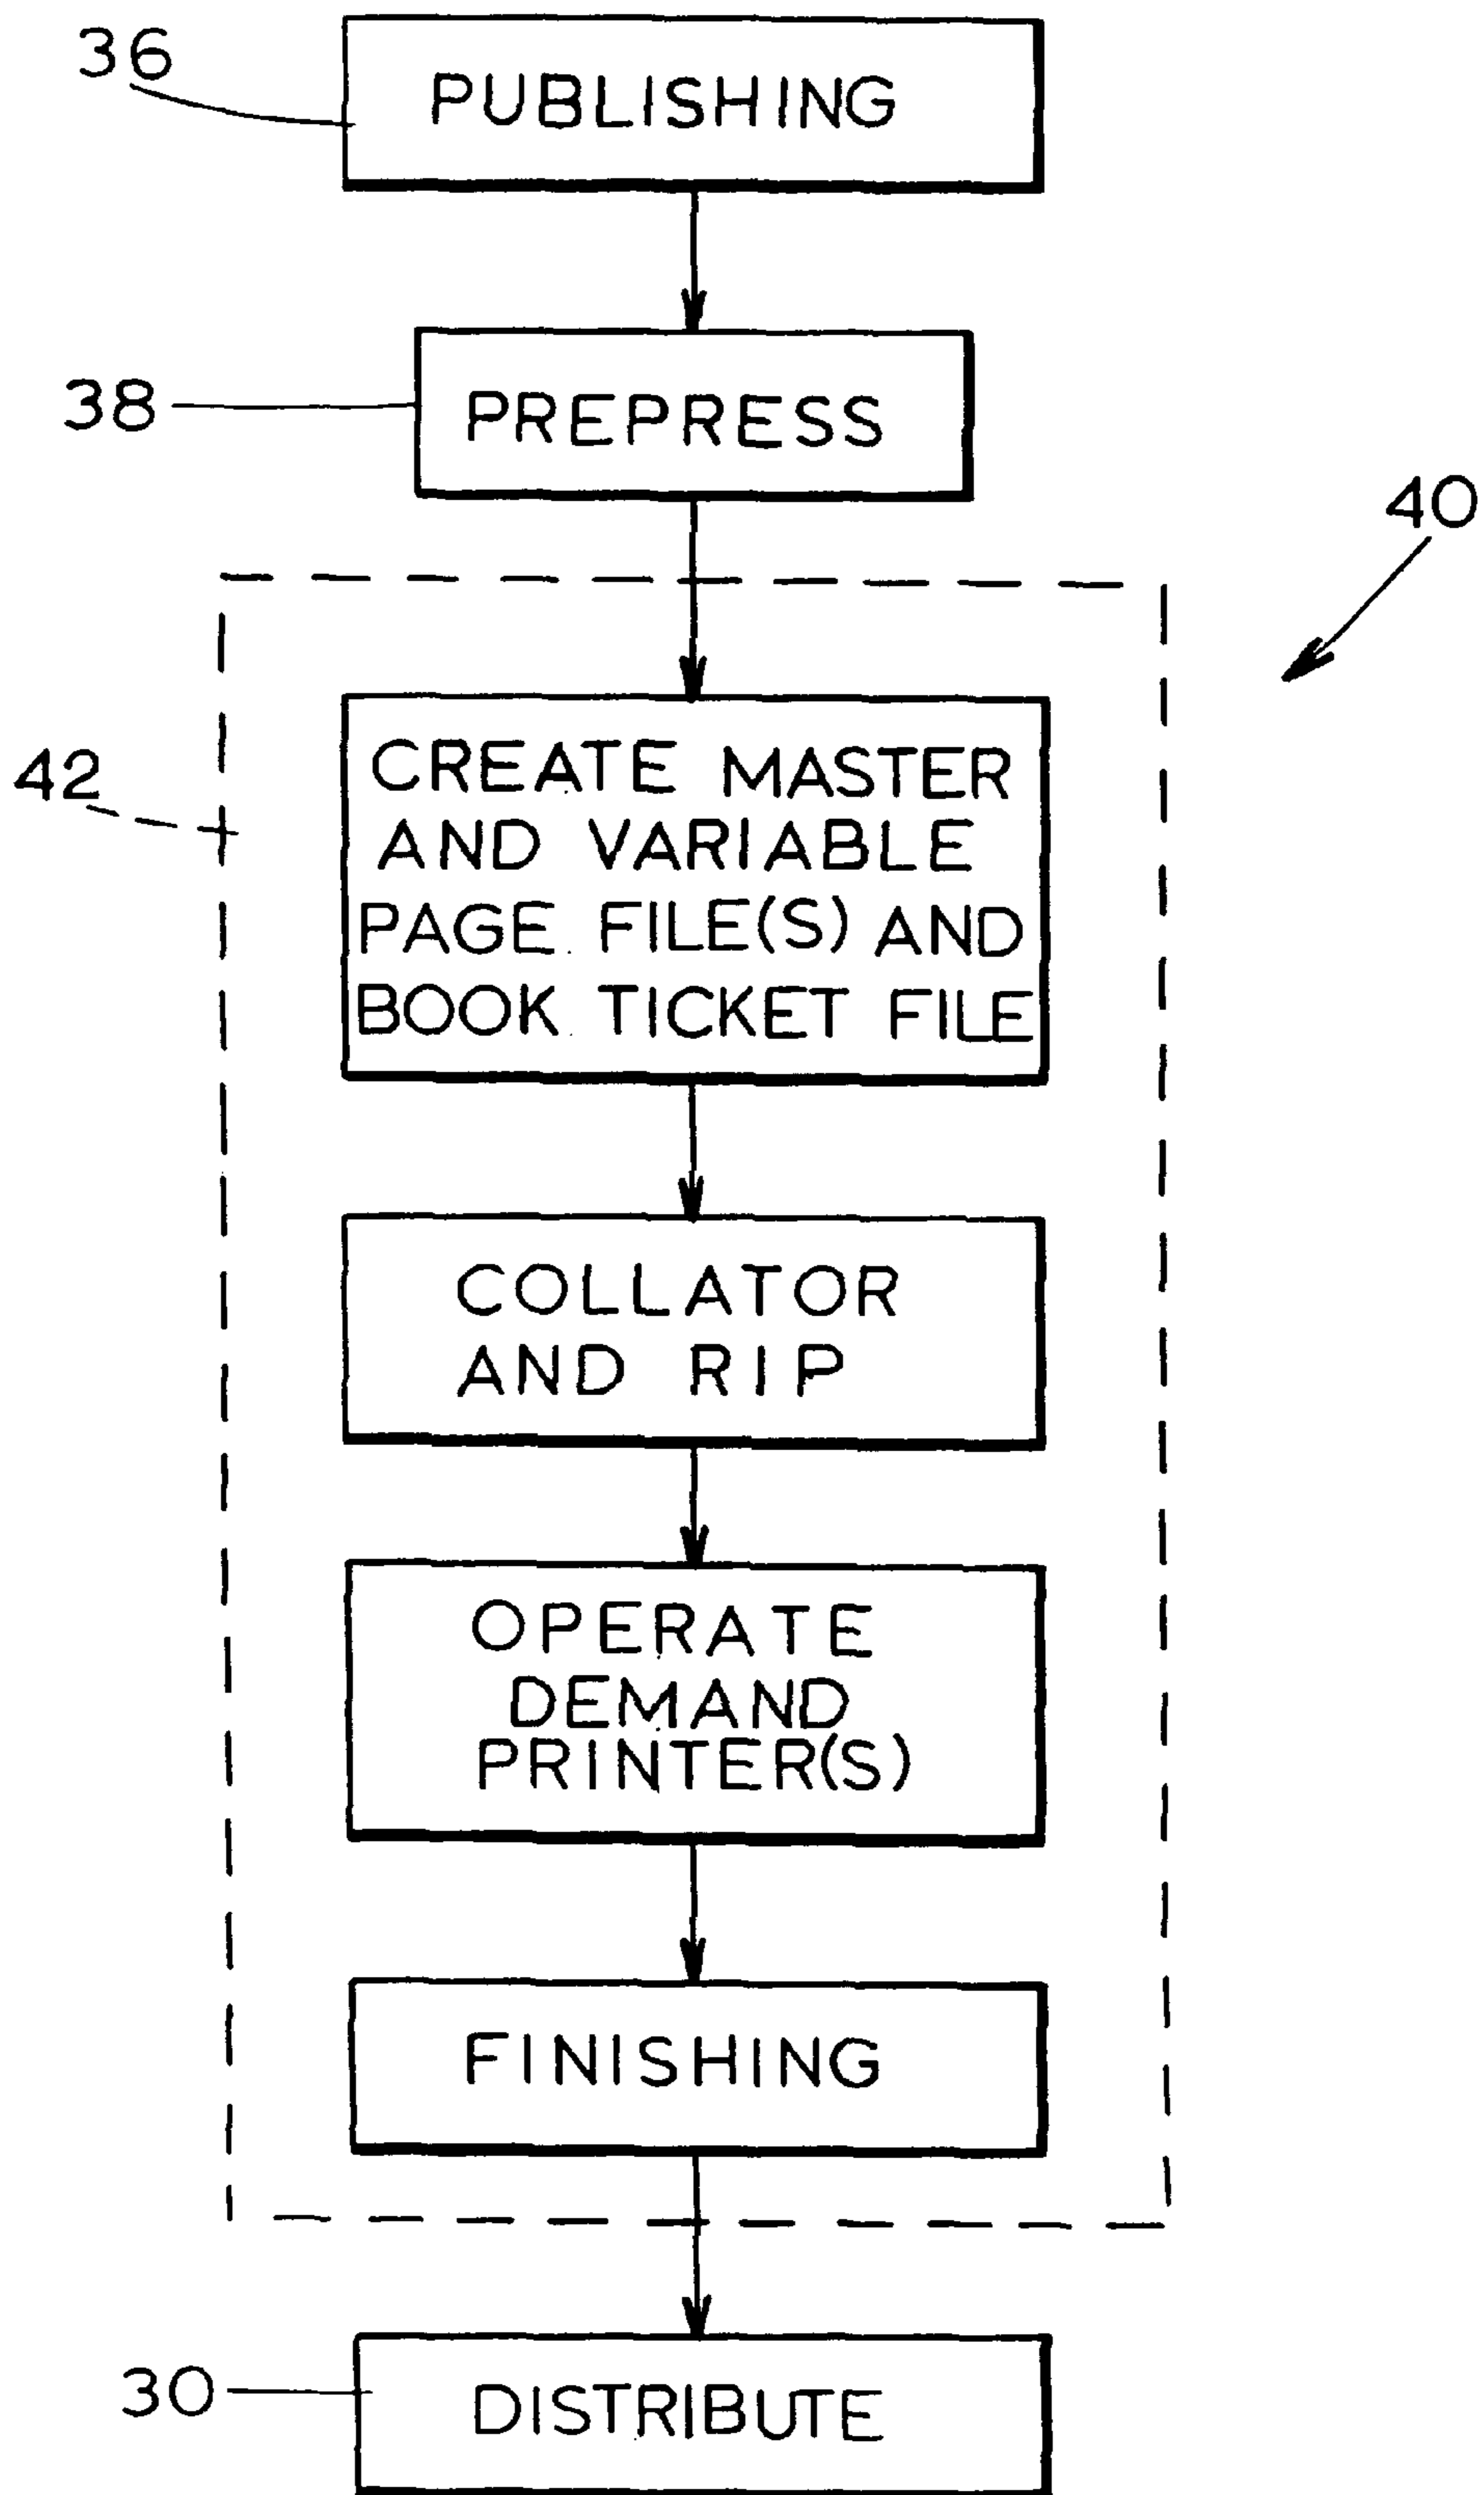 36
PUBLISHING
38
PREPRESS
40
42
CREATE MASTER
AND VARIABLE
PAGE FILE(S) AND
BOOK TICKET FILE
COLLATOR
AND RIP
OPERATE
DEMAND
PRINTER(S)
FINISHING
30
DISTRIBUTE